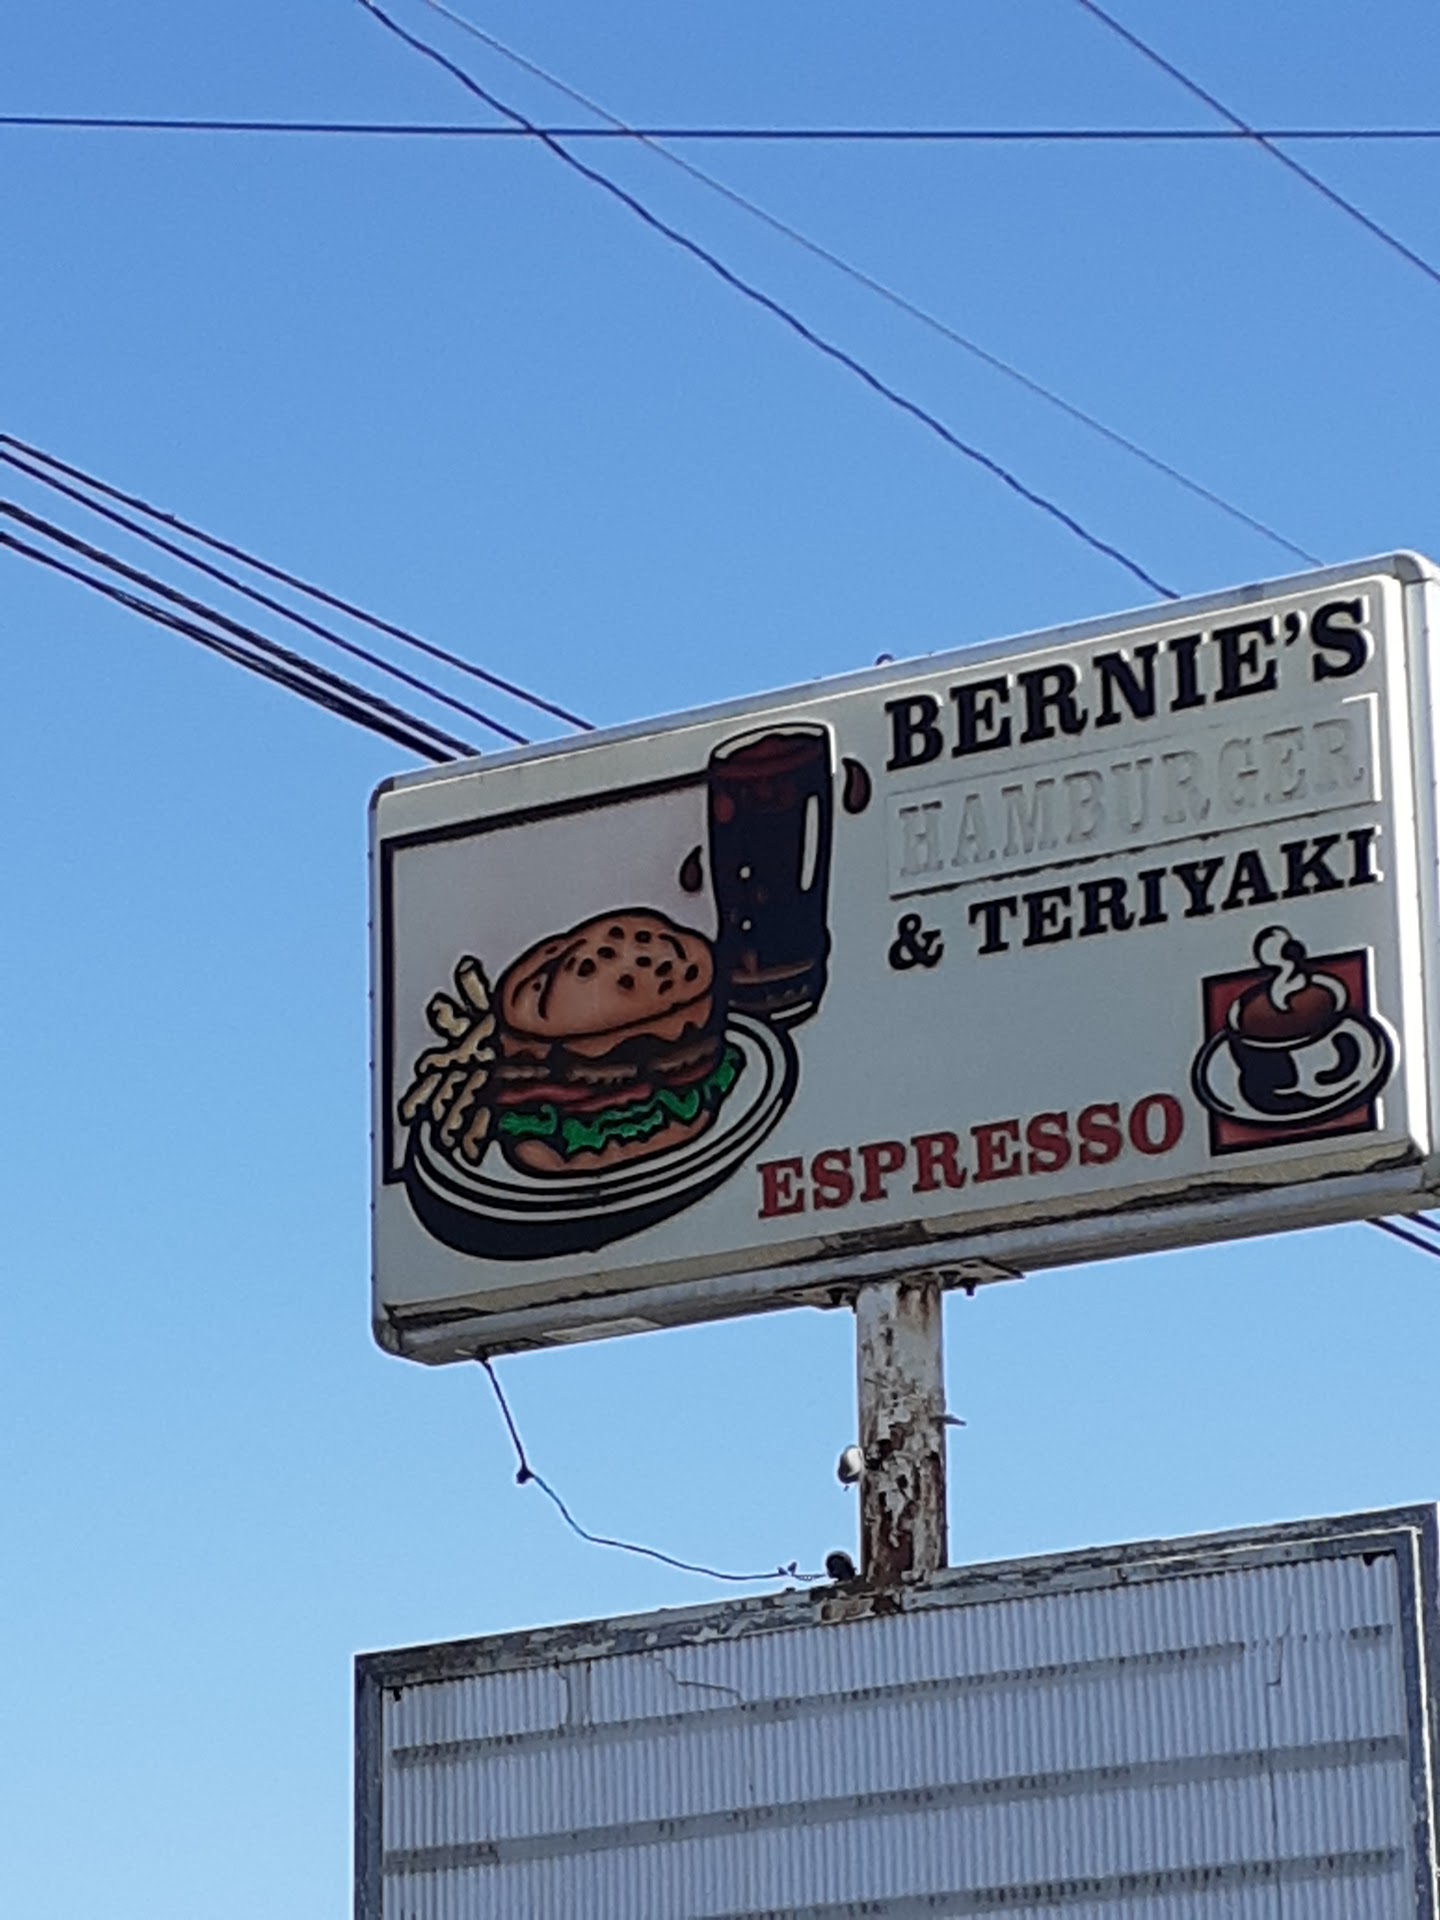 BERNIE'S
HAMBURGER
& TERIYAKI
ESPRESSO